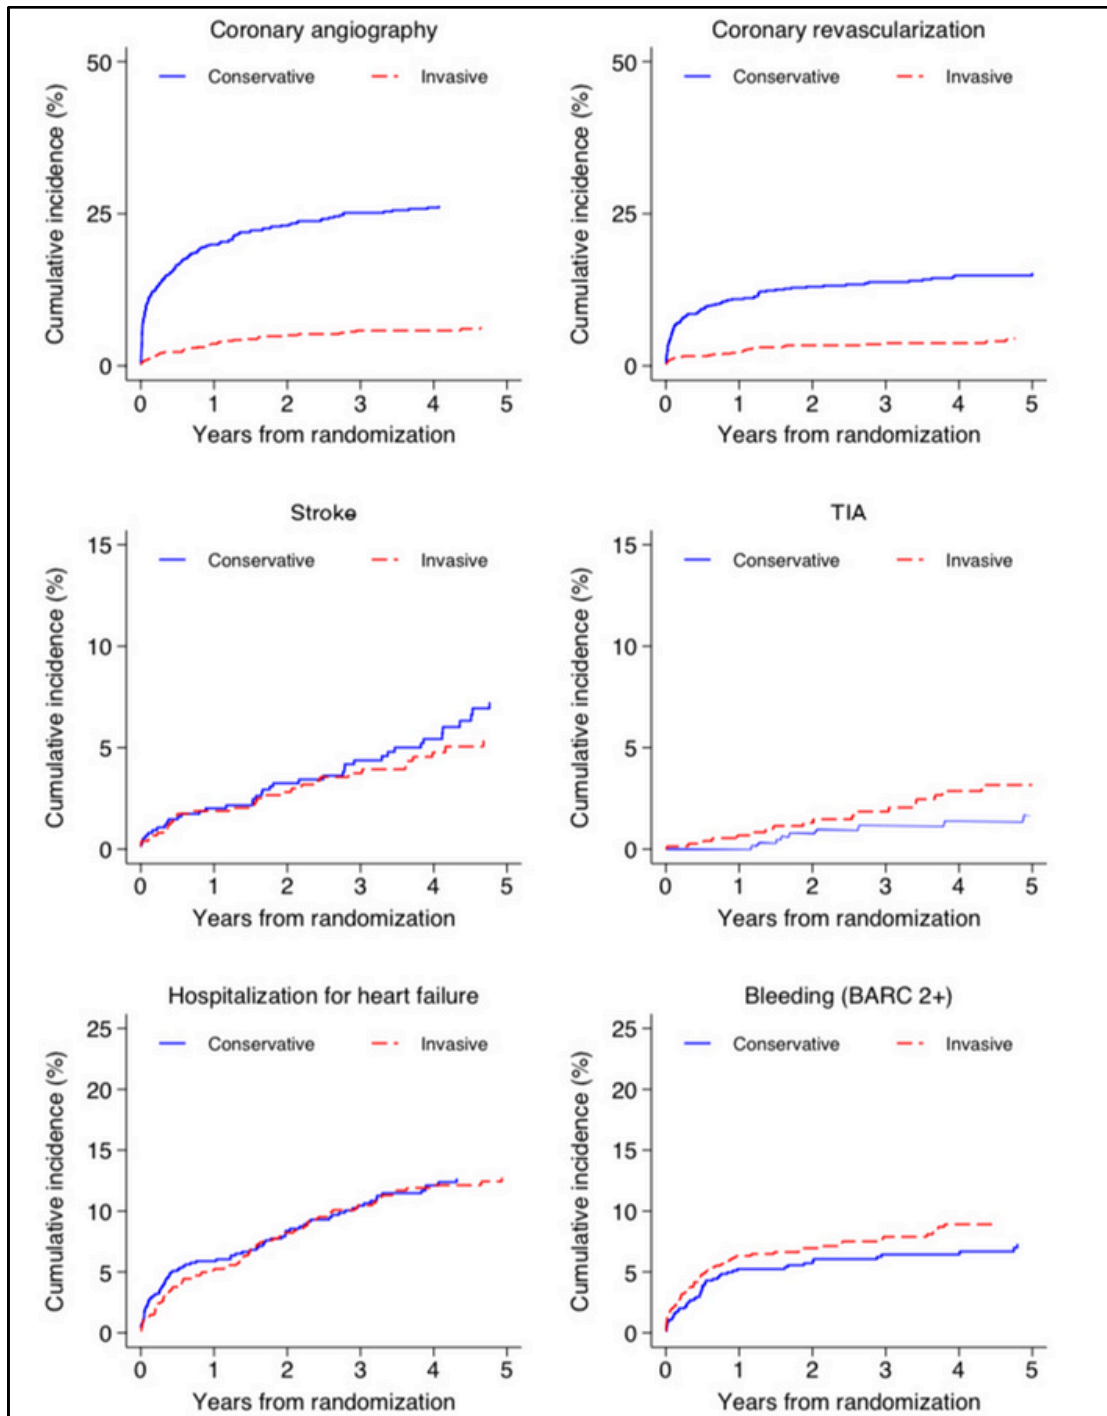 Coronary angiography
Conservative Invasive
Cumulative incidence (%)
50
25
0
0 1 2 3 4 5
Years from randomization
Coronary revascularization
Conservative Invasive
Cumulative incidence (%)
50
25
0
0 1 2 3 4 5
Years from randomization
Stroke
Conservative Invasive
Cumulative incidence (%)
15
10
5
0
0 1 2 3 4 5
Years from randomization
TIA
Conservative Invasive
Cumulative incidence (%)
15
10
5
0
0 1 2 3 4 5
Years from randomization
Hospitalization for heart failure
Conservative Invasive
Cumulative incidence (%)
25
20
15
10
5
0
0 1 2 3 4 5
Years from randomization
Bleeding (BARC 2+)
Conservative Invasive
Cumulative incidence (%)
25
20
15
10
5
0
0 1 2 3 4 5
Years from randomization